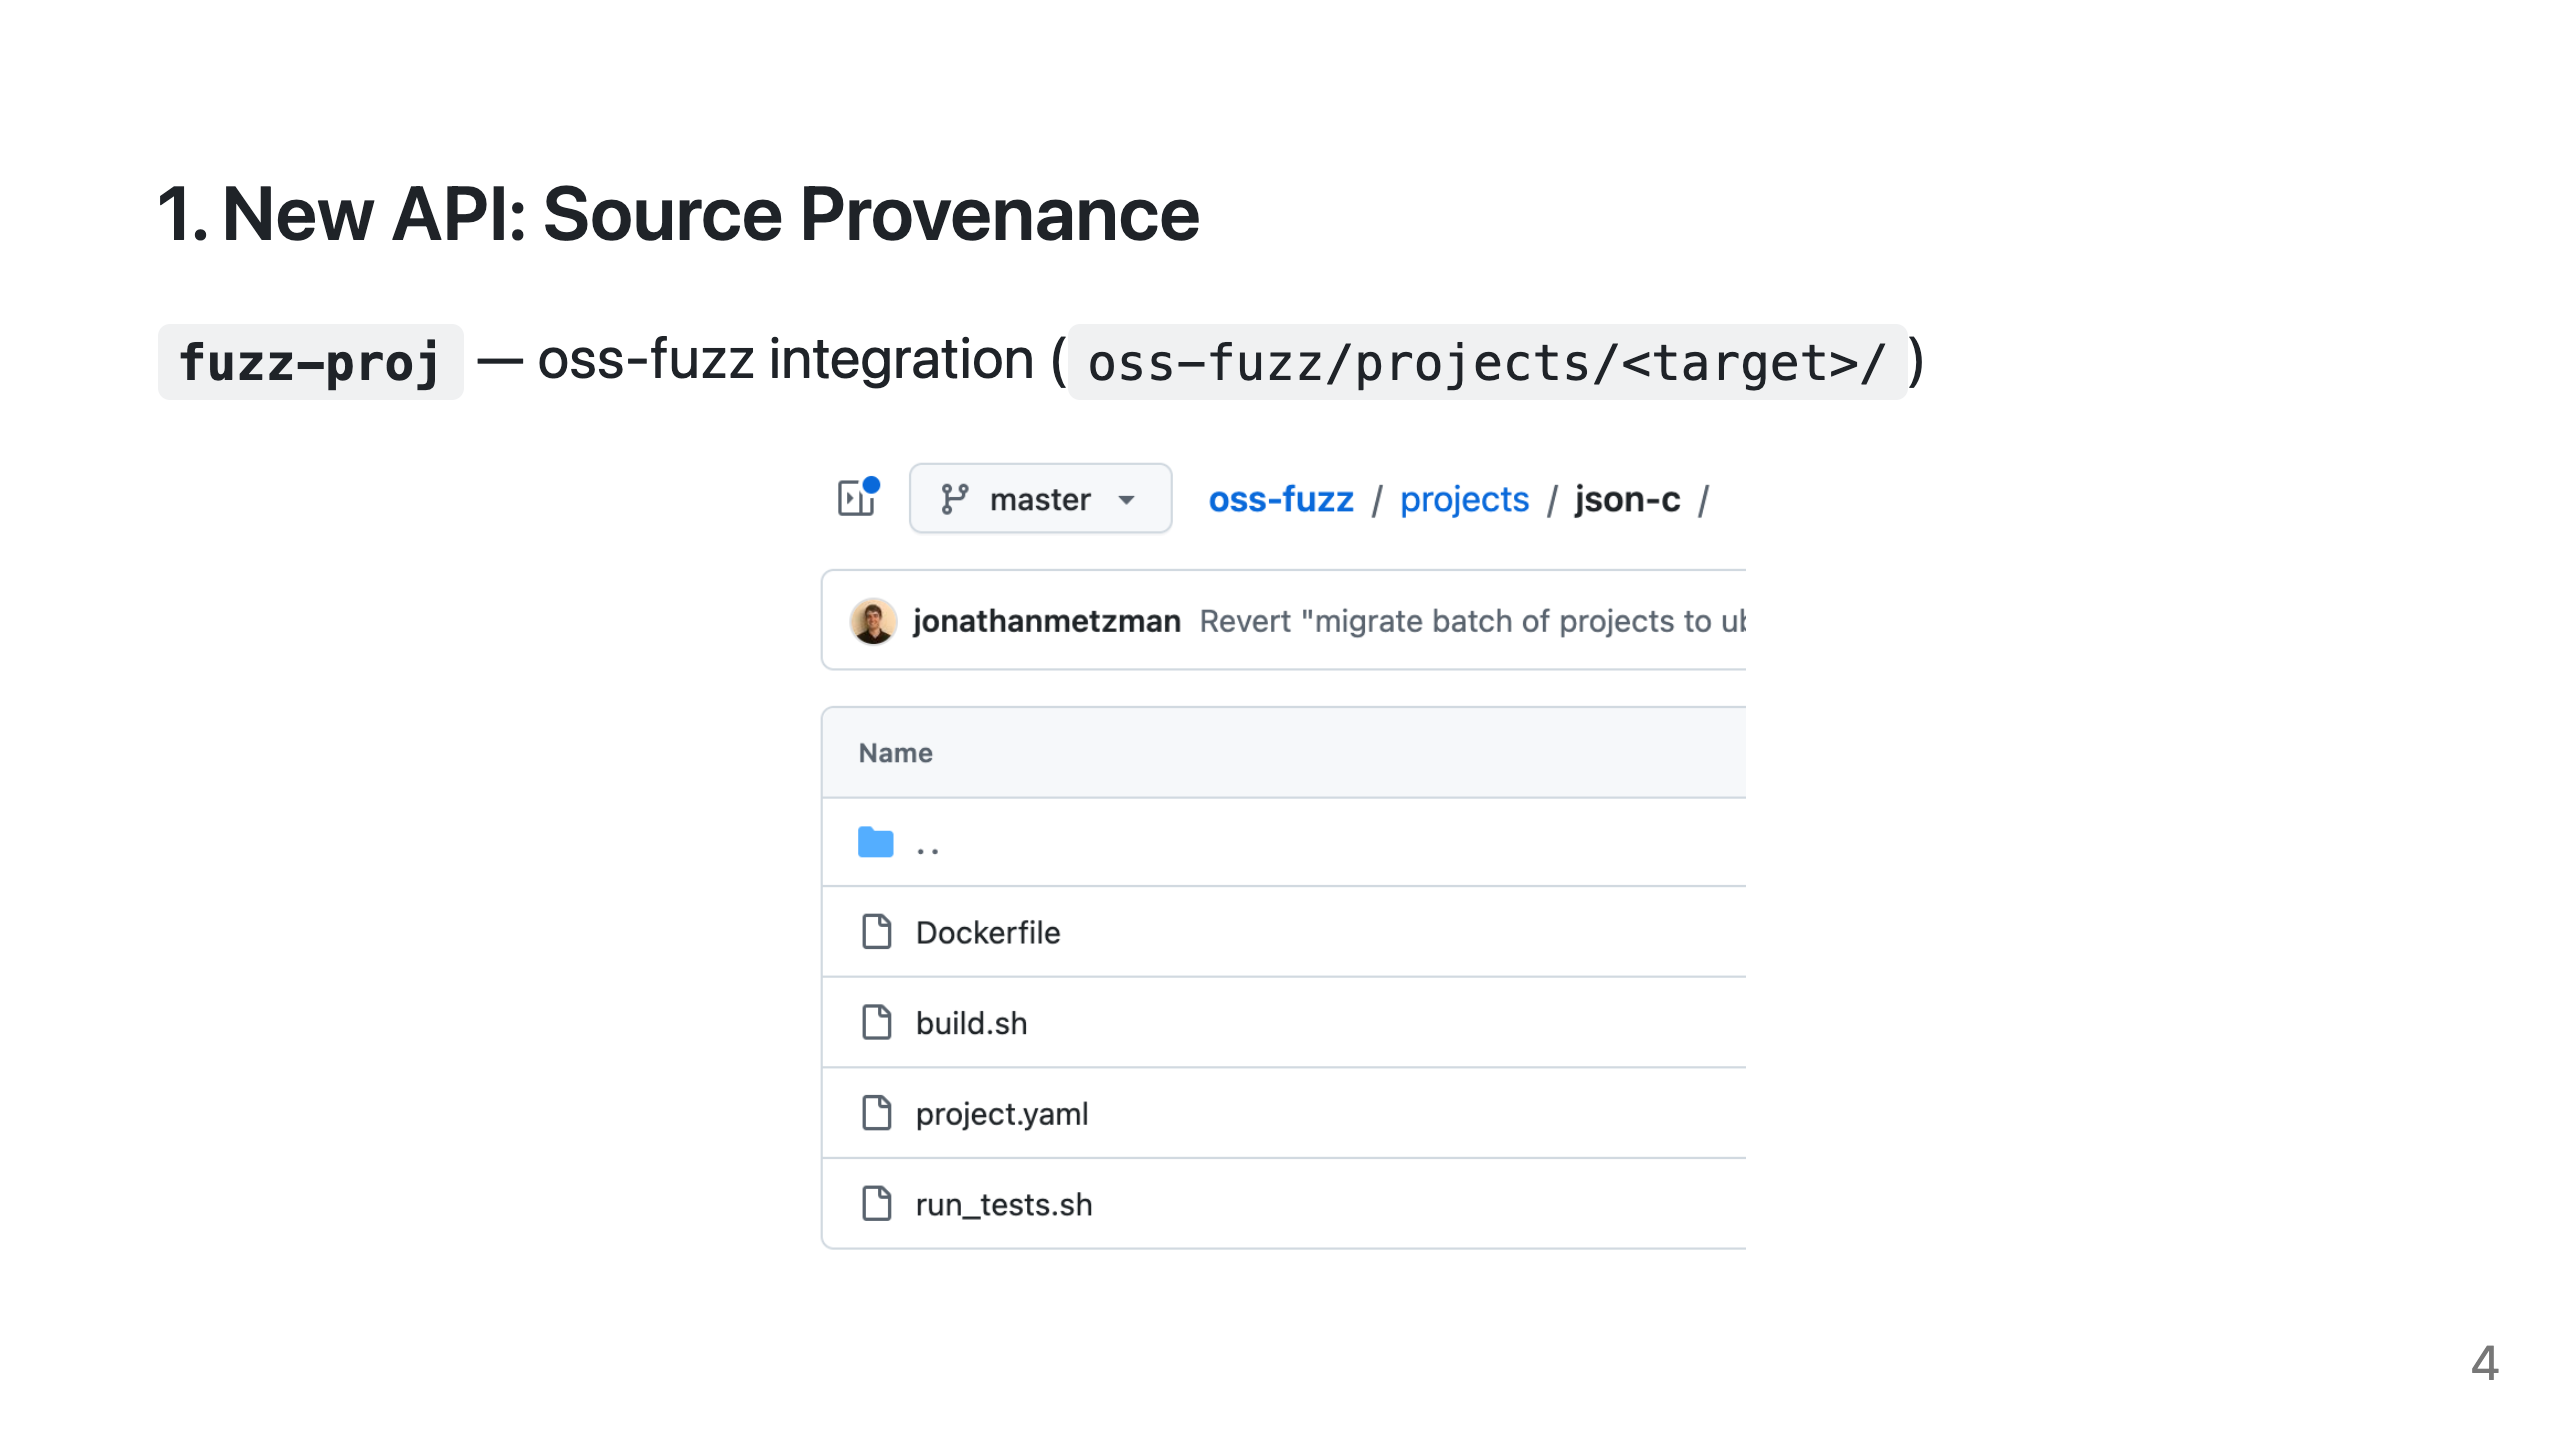 1. New API: Source Provenance
fuzz-proj — oss-fuzz integration ( oss-fuzz/projects/<target>/ )
master oss-fuzz / projects / json-c /
jonathanmetzman Revert "migrate batch of projects to
Name
..
Dockerfile
build.sh
project.yaml
run_tests.sh
4